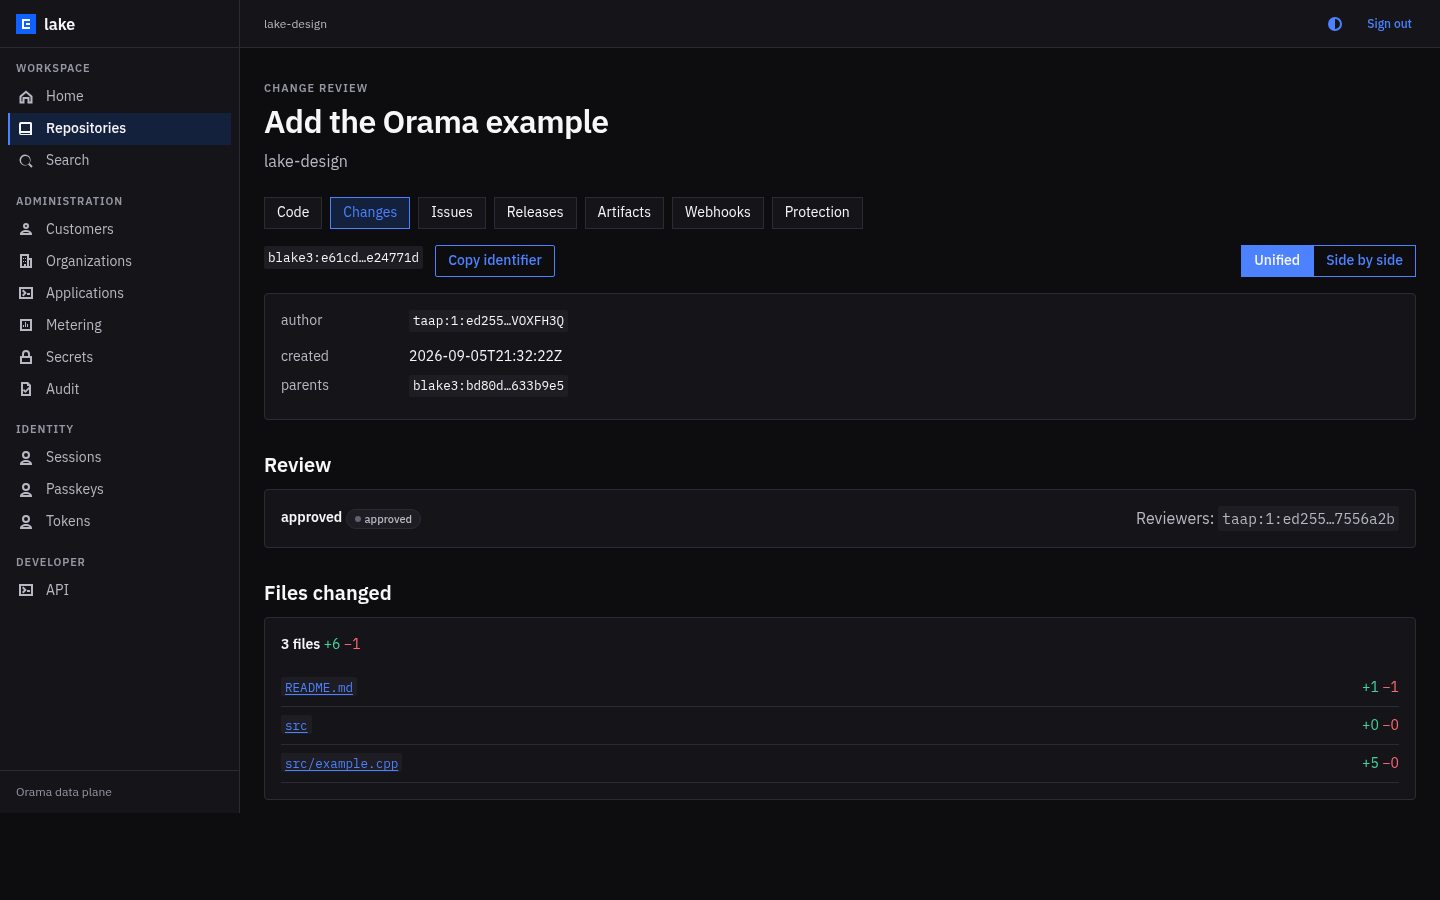 lake
WORKSPACE
Home
Repositories
Search
ADMINISTRATION
Customers
Organizations
Applications
Metering
Secrets
Audit
IDENTITY
Sessions
Passkeys
Tokens
DEVELOPER
API
Orama data plane
lake-design
Sign out
CHANGE REVIEW
Add the Orama example
lake-design
Code Changes Issues Releases Artifacts Webhooks Protection
blake3:e61cd…e24771d Copy identifier Unified Side by side
author taap:1:ed255…VOXFH3Q
created 2026-09-05T21:32:22Z
parents blake3:bd80d…633b9e5
Review
approved approved Reviewers: taap:1:ed255…7556a2b
Files changed
3 files +6 −1
README.md +1 −1
src +0 −0
src/example.cpp +5 −0